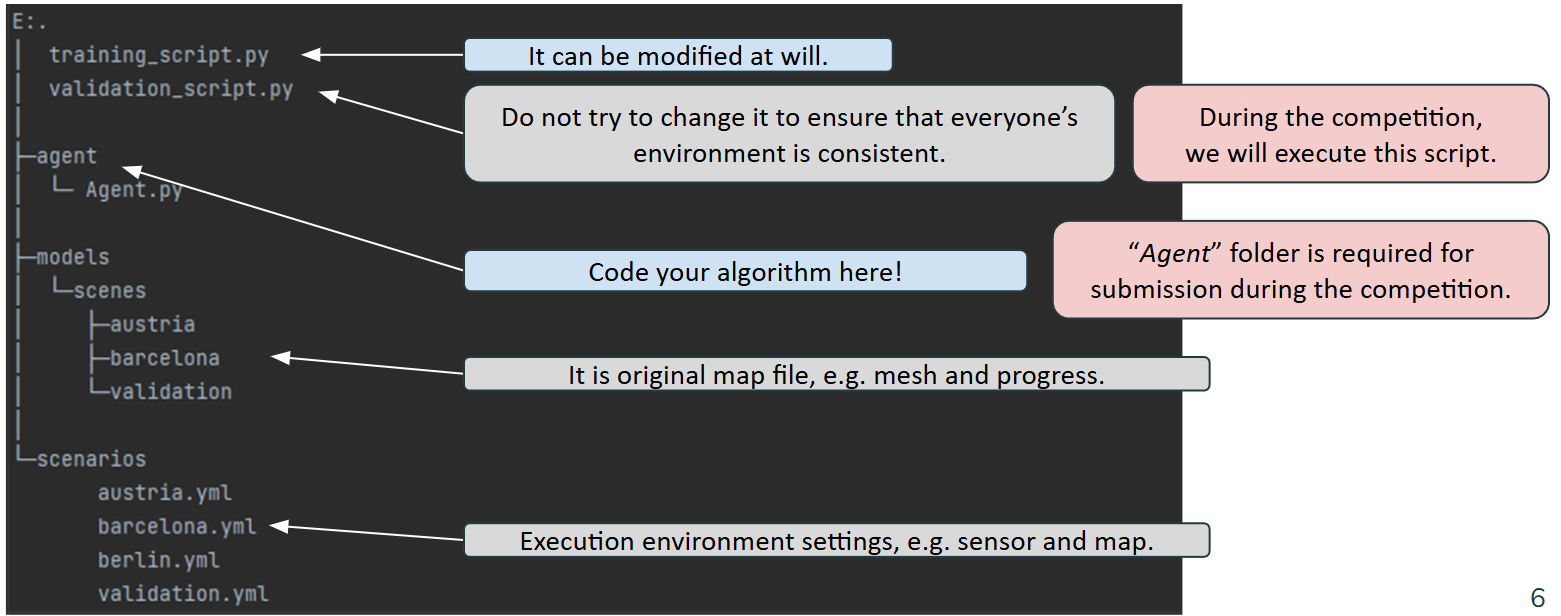 E:.
training_script.py
It can be modified at will.
validation_script.py
Do not try to change it to ensure that everyone’s
environment is consistent.
During the competition,
we will execute this script.
├─agent
└─ Agent.py
Code your algorithm here!
“Agent” folder is required for
submission during the competition.
├─models
└─scenes
├─austria
├─barcelona
It is original map file, e.g. mesh and progress.
└─validation
└─scenarios
austria.yml
barcelona.yml
Execution environment settings, e.g. sensor and map.
berlin.yml
validation.yml
6